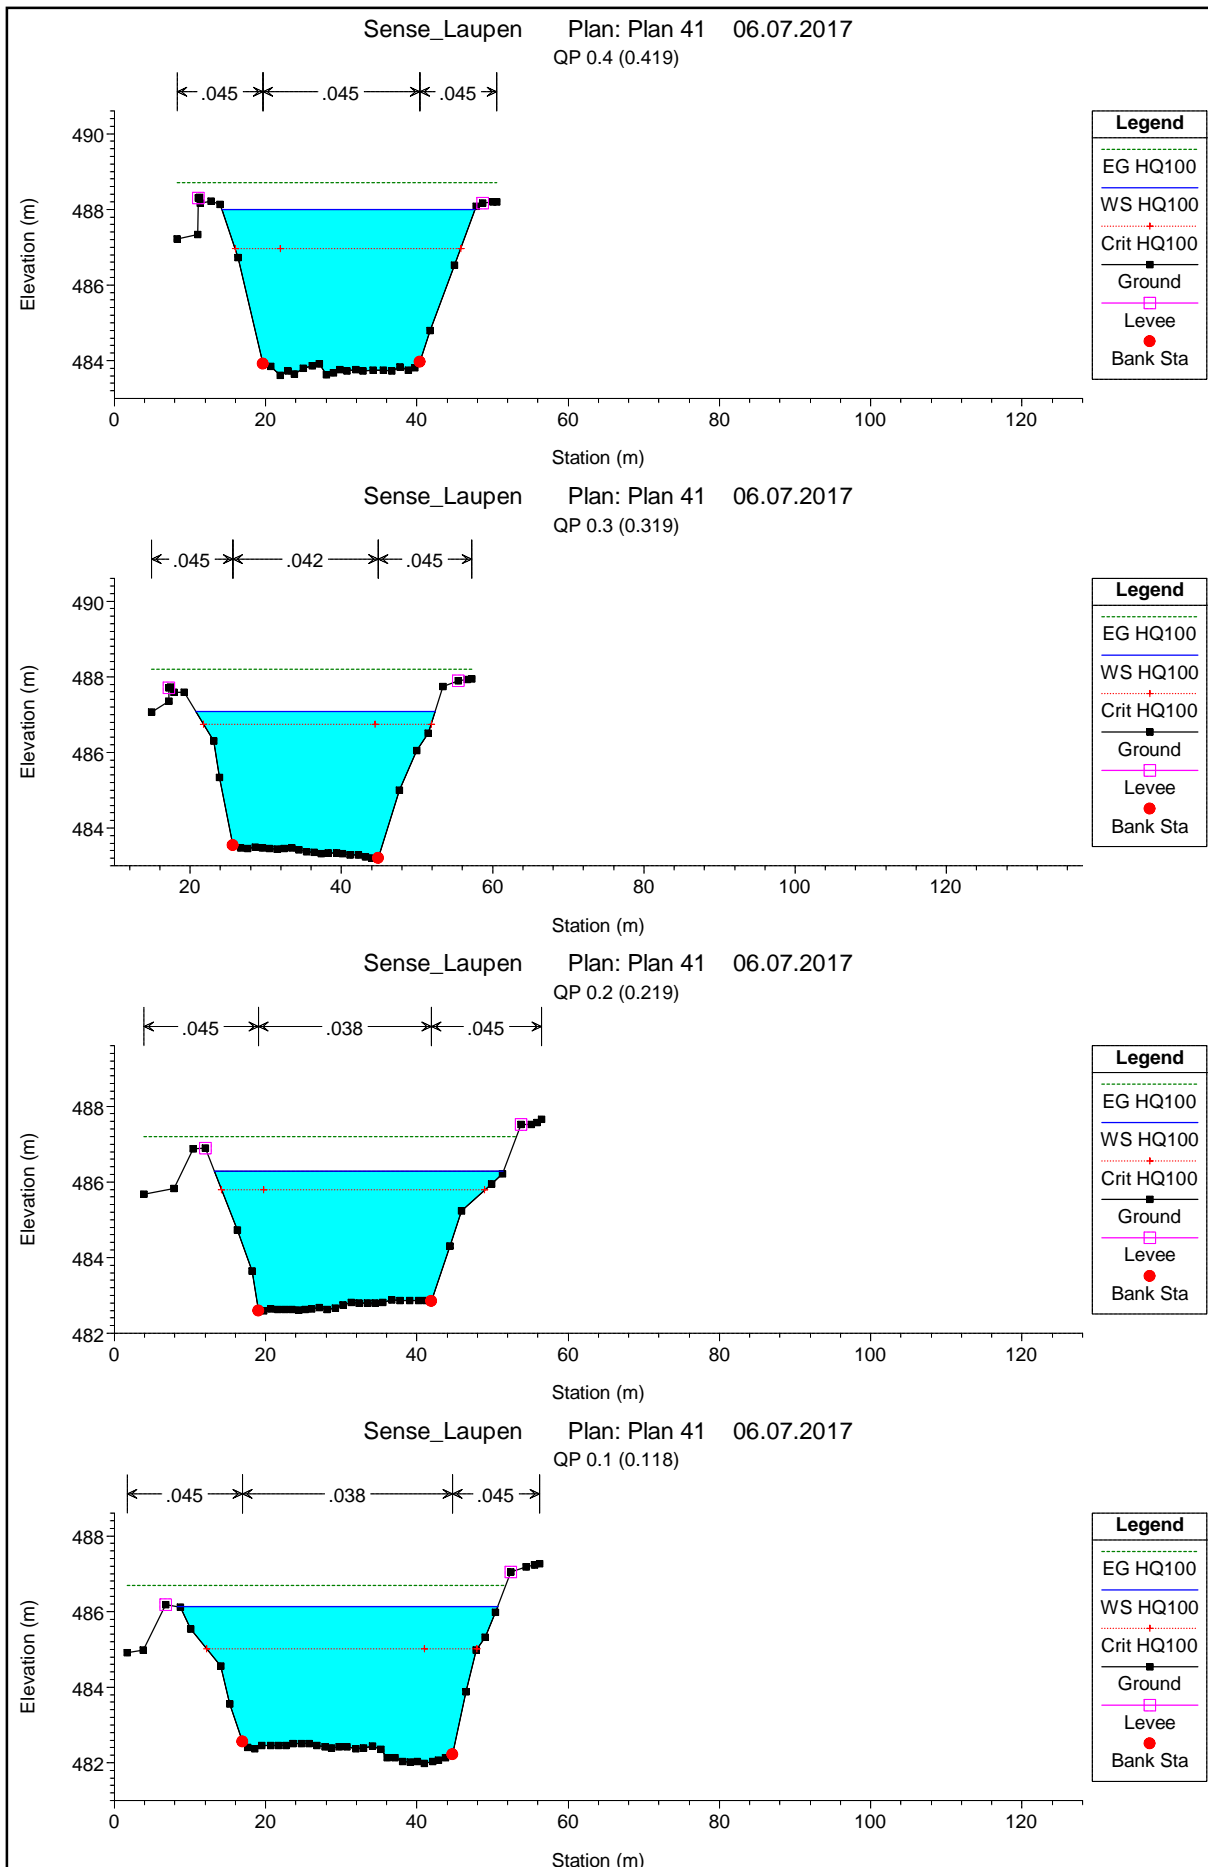 Sense_Laupen Plan: Plan 41 06.07.2017
QP 0.4 (0.419)
.045 .045 .045
490
488
486
484
Elevation (m)
0 20 40 60 80 100 120
Station (m)
Legend
EG HQ100
WS HQ100
Crit HQ100
Ground
Levee
Bank Sta
Sense_Laupen Plan: Plan 41 06.07.2017
QP 0.3 (0.319)
.045 .042 .045
490
488
486
484
Elevation (m)
20 40 60 80 100 120
Station (m)
Legend
EG HQ100
WS HQ100
Crit HQ100
Ground
Levee
Bank Sta
Sense_Laupen Plan: Plan 41 06.07.2017
QP 0.2 (0.219)
.045 .038 .045
488
486
484
482
Elevation (m)
0 20 40 60 80 100 120
Station (m)
Legend
EG HQ100
WS HQ100
Crit HQ100
Ground
Levee
Bank Sta
Sense_Laupen Plan: Plan 41 06.07.2017
QP 0.1 (0.118)
.045 .038 .045
488
486
484
482
Elevation (m)
0 20 40 60 80 100 120
Station (m)
Legend
EG HQ100
WS HQ100
Crit HQ100
Ground
Levee
Bank Sta